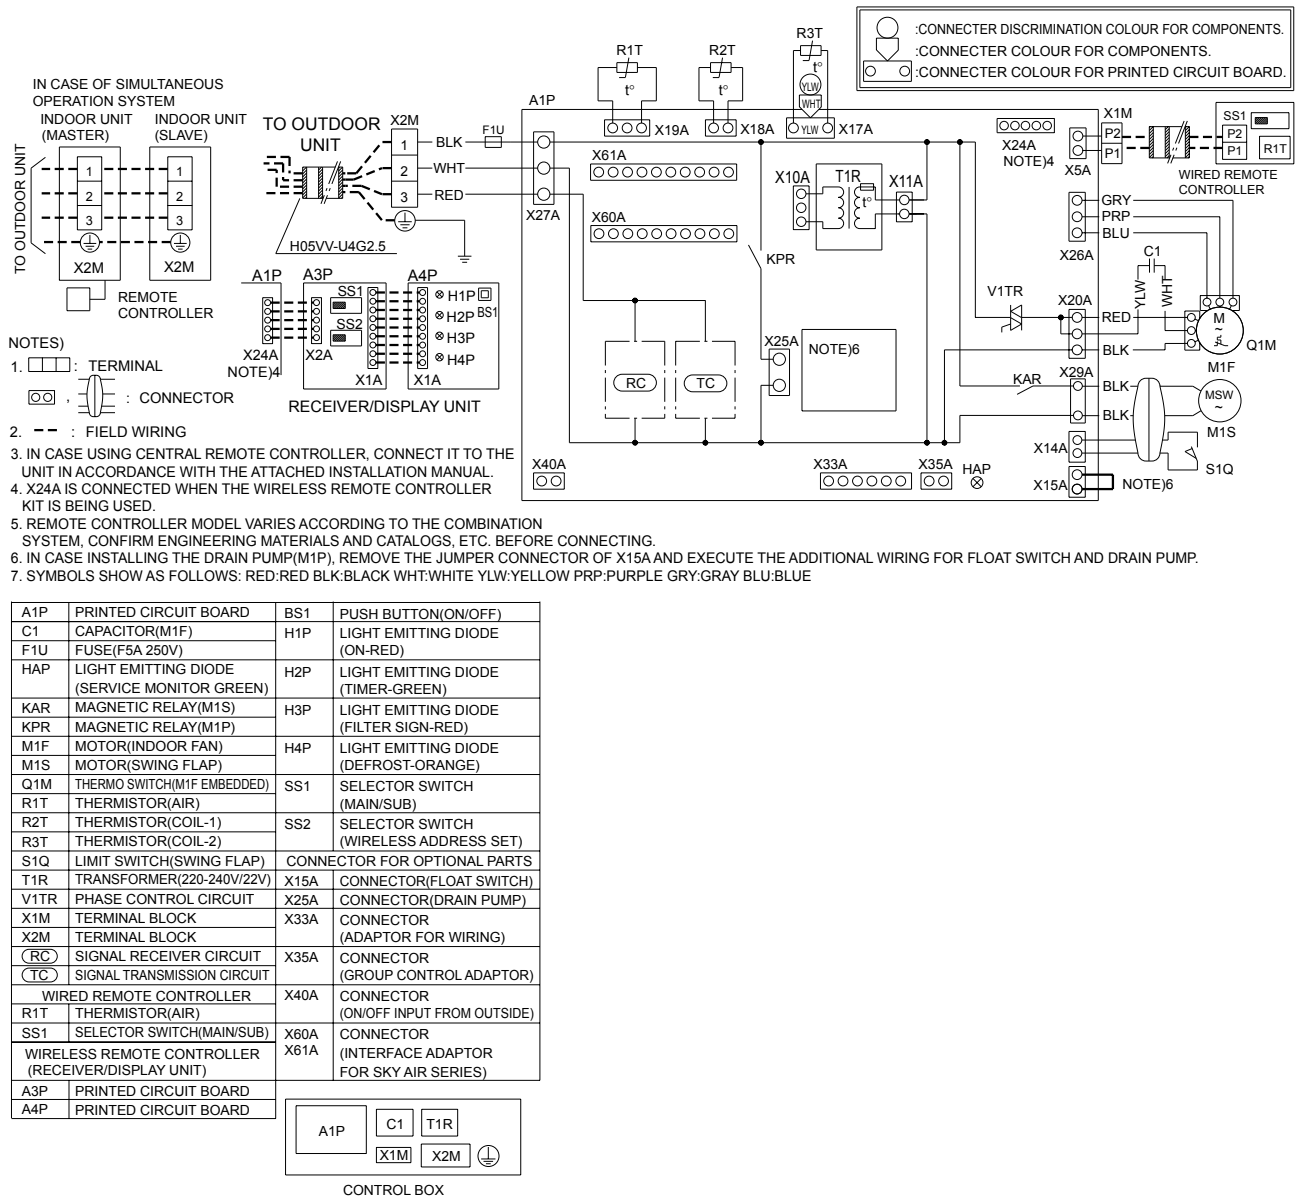 :CONNECTER DISCRIMINATION COLOUR FOR COMPONENTS.
:CONNECTER COLOUR FOR COMPONENTS.
:CONNECTER COLOUR FOR PRINTED CIRCUIT BOARD.
IN CASE OF SIMULTANEOUS
OPERATION SYSTEM
INDOOR UNIT
(MASTER)
INDOOR UNIT
(SLAVE)
TO OUTDOOR UNIT
1
2
3
X2M
1
2
3
X2M
REMOTE
CONTROLLER
TO OUTDOOR
UNIT
X2M
1
2
3
BLK
WHT
RED
F1U
H05VV-U4G2.5
A1P
X27A
R1T
t°
X19A
R2T
t°
X18A
R3T
t°
YLW
WHT
YLW
X17A
X61A
X60A
X10A
T1R
t°
X11A
KPR
RC
TC
X25A
NOTE)6
X40A
X33A
X35A
HAP
X24A
NOTE)4
X5A
X1M
P2
P1
SS1
P2
P1
R1T
WIRED REMOTE
CONTROLLER
GRY
PRP
BLU
X26A
C1
YLW
WHT
V1TR
X20A
RED
BLK
M
~
Q1M
M1F
X29A
KAR
BLK
BLK
MSW
~
M1S
X14A
S1Q
X15A
NOTE)6
A1P
X24A
NOTE)4
A3P
SS1
SS2
X2A
X1A
A4P
H1P
H2P
H3P
H4P
BS1
X1A
RECEIVER/DISPLAY UNIT
NOTES)
1. : TERMINAL
, : CONNECTOR
2. : FIELD WIRING
3. IN CASE USING CENTRAL REMOTE CONTROLLER, CONNECT IT TO THE
UNIT IN ACCORDANCE WITH THE ATTACHED INSTALLATION MANUAL.
4. X24A IS CONNECTED WHEN THE WIRELESS REMOTE CONTROLLER
KIT IS BEING USED.
5. REMOTE CONTROLLER MODEL VARIES ACCORDING TO THE COMBINATION
SYSTEM, CONFIRM ENGINEERING MATERIALS AND CATALOGS, ETC. BEFORE CONNECTING.
6. IN CASE INSTALLING THE DRAIN PUMP(M1P), REMOVE THE JUMPER CONNECTOR OF X15A AND EXECUTE THE ADDITIONAL WIRING FOR FLOAT SWITCH AND DRAIN PUMP.
7. SYMBOLS SHOW AS FOLLOWS: RED:RED BLK:BLACK WHT:WHITE YLW:YELLOW PRP:PURPLE GRY:GRAY BLU:BLUE
A1P PRINTED CIRCUIT BOARD
C1 CAPACITOR(M1F)
F1U FUSE(F5A 250V)
HAP LIGHT EMITTING DIODE
(SERVICE MONITOR GREEN)
KAR MAGNETIC RELAY(M1S)
KPR MAGNETIC RELAY(M1P)
M1F MOTOR(INDOOR FAN)
M1S MOTOR(SWING FLAP)
Q1M THERMO SWITCH(M1F EMBEDDED)
R1T THERMISTOR(AIR)
R2T THERMISTOR(COIL-1)
R3T THERMISTOR(COIL-2)
S1Q LIMIT SWITCH(SWING FLAP)
T1R TRANSFORMER(220-240V/22V)
V1TR PHASE CONTROL CIRCUIT
X1M TERMINAL BLOCK
X2M TERMINAL BLOCK
RC SIGNAL RECEIVER CIRCUIT
TC SIGNAL TRANSMISSION CIRCUIT
WIRED REMOTE CONTROLLER
R1T THERMISTOR(AIR)
SS1 SELECTOR SWITCH(MAIN/SUB)
WIRELESS REMOTE CONTROLLER
(RECEIVER/DISPLAY UNIT)
A3P PRINTED CIRCUIT BOARD
A4P PRINTED CIRCUIT BOARD
BS1 PUSH BUTTON(ON/OFF)
H1P LIGHT EMITTING DIODE
(ON-RED)
H2P LIGHT EMITTING DIODE
(TIMER-GREEN)
H3P LIGHT EMITTING DIODE
(FILTER SIGN-RED)
H4P LIGHT EMITTING DIODE
(DEFROST-ORANGE)
SS1 SELECTOR SWITCH
(MAIN/SUB)
SS2 SELECTOR SWITCH
(WIRELESS ADDRESS SET)
CONNECTOR FOR OPTIONAL PARTS
X15A CONNECTOR(FLOAT SWITCH)
X25A CONNECTOR(DRAIN PUMP)
X33A CONNECTOR
(ADAPTOR FOR WIRING)
X35A CONNECTOR
(GROUP CONTROL ADAPTOR)
X40A CONNECTOR
(ON/OFF INPUT FROM OUTSIDE)
X60A CONNECTOR
X61A (INTERFACE ADAPTOR
FOR SKY AIR SERIES)
A1P
C1
T1R
X1M
X2M
CONTROL BOX